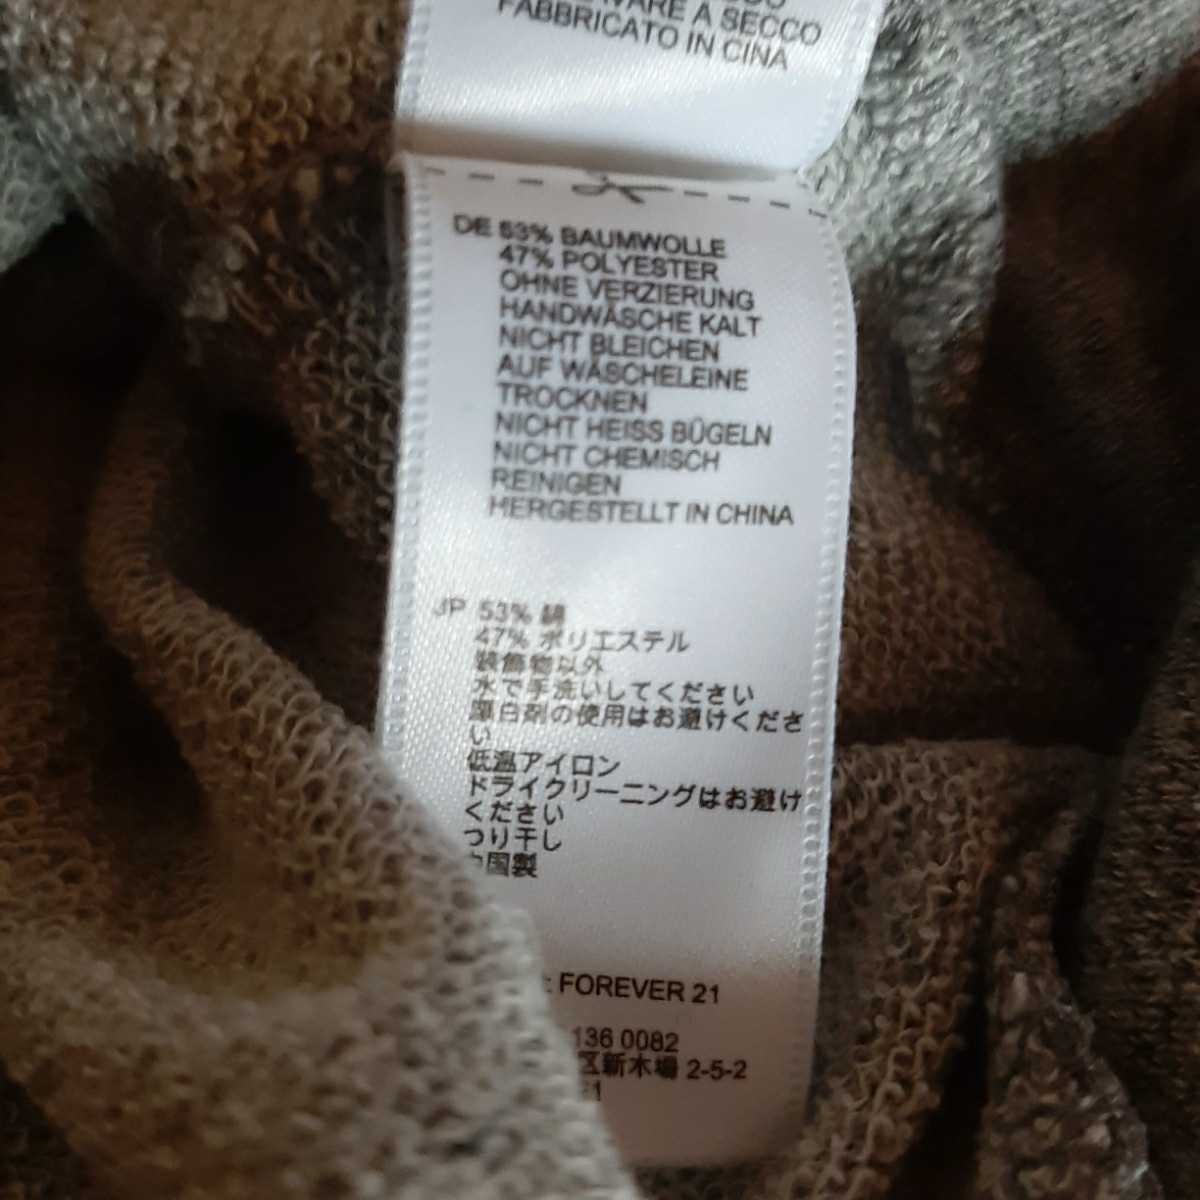 A SECCO
FABBRICATO IN CINA
DE 53% BAUMWOLLE
47% POLYESTER
OHNE VERZIERUNG
HANDWÄSCHE KALT
NICHT BLEICHEN
AUF WÄSCHELEINE
TROCKNEN
NICHT HEISS BÜGELN
NICHT CHEMISCH
REINIGEN
HERGESTELLT IN CHINA
JP 53% 綿
47% ポリエステル
装飾物以外
水で手洗いしてください
漂白剤の使用はお避けくださ
い
低温アイロン
ドライクリーニングはお避け
ください
つり干し
中国製
: FOREVER 21
136 0082
区新木場 2-5-2